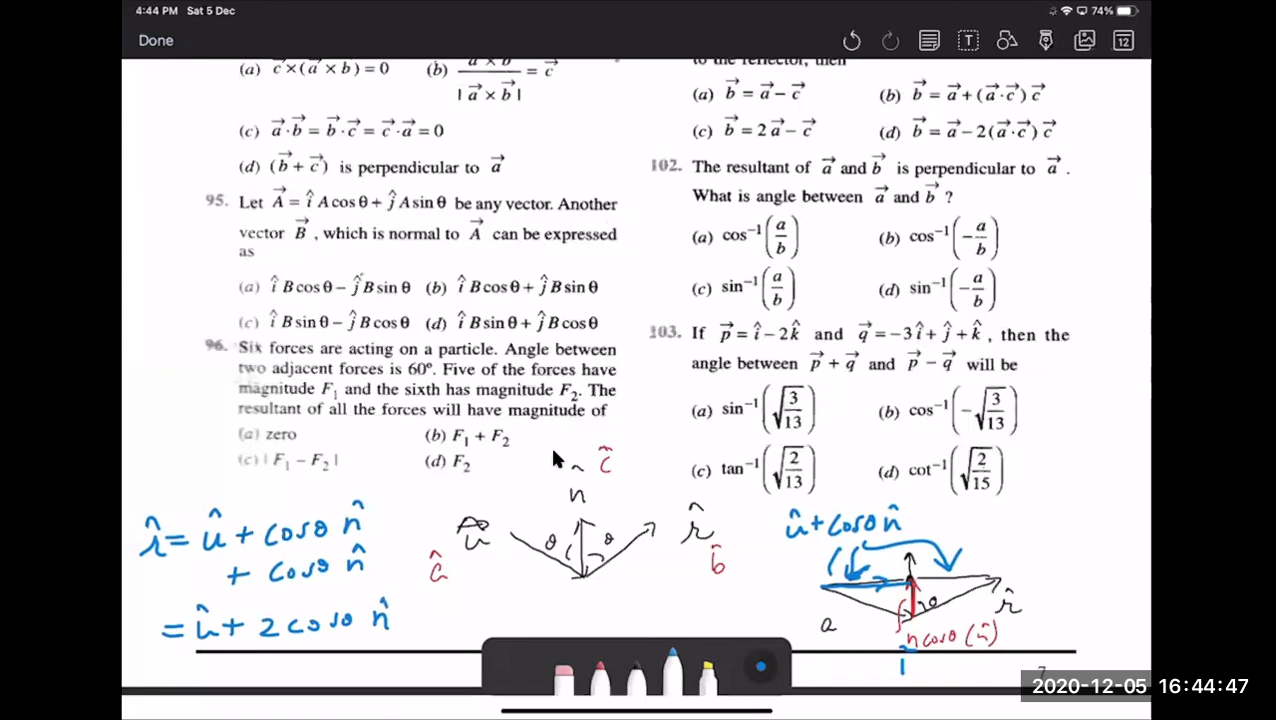 4:44 PM Sat 5 Dec
74%
Done
12
(a) c⃗ × (a⃗ × b⃗) = 0 (b) a⃗ × b⃗ / | a⃗ × b⃗ | = c⃗
(c) a⃗ · b⃗ = b⃗ · c⃗ = c⃗ · a⃗ = 0
(d) (b⃗ + c⃗) is perpendicular to a⃗
95. Let A⃗ = î A cos θ + ĵ A sin θ be any vector. Another
vector B⃗, which is normal to A⃗ can be expressed
as
(a) î B cos θ – ĵ B sin θ (b) î B cos θ + ĵ B sin θ
(c) î B sin θ – ĵ B cos θ (d) î B sin θ + ĵ B cos θ
96. Six forces are acting on a particle. Angle between
two adjacent forces is 60°. Five of the forces have
magnitude F₁ and the sixth has magnitude F₂. The
resultant of all the forces will have magnitude of
(a) zero (b) F₁ + F₂
(c) | F₁ – F₂ | (d) F₂
to the reflector, then
(a) b⃗ = a⃗ – c⃗ (b) b⃗ = a⃗ + (a⃗ · c⃗) c⃗
(c) b⃗ = 2 a⃗ – c⃗ (d) b⃗ = a⃗ – 2(a⃗ · c⃗) c⃗
102. The resultant of a⃗ and b⃗ is perpendicular to a⃗.
What is angle between a⃗ and b⃗ ?
(a) cos⁻¹ (a/b) (b) cos⁻¹ (–a/b)
(c) sin⁻¹ (a/b) (d) sin⁻¹ (–a/b)
103. If p⃗ = î – 2k̂ and q⃗ = –3î + ĵ + k̂, then the
angle between p⃗ + q⃗ and p⃗ – q⃗ will be
(a) sin⁻¹ (√(3/13)) (b) cos⁻¹ (–√(3/13))
(c) tan⁻¹ (√(2/13)) (d) cot⁻¹ (√(2/15))
r̂ = û + cosθ n̂
+ cosθ n̂
= û + 2 cosθ n̂
n̂ ĉ
û θ θ r̂
â b̂
û + cosθ n̂
θ r̂
a
cosθ (n̂)
1
7
2020-12-05 16:44:47